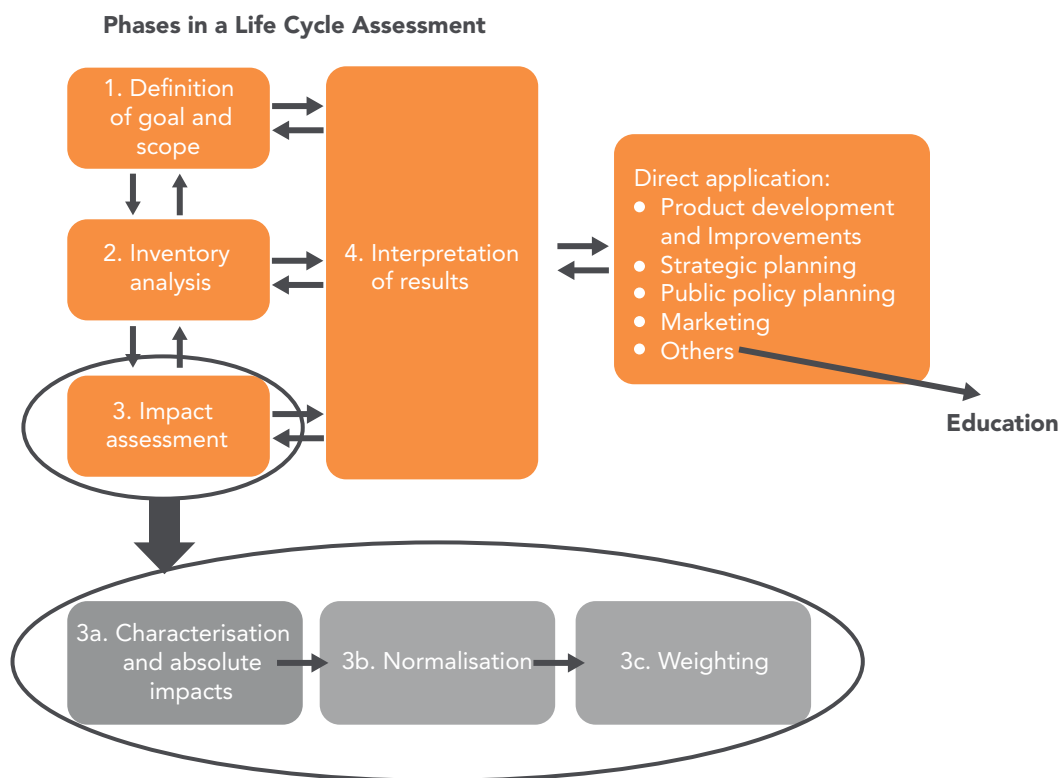 Phases in a Life Cycle Assessment
1. Definition
of goal and
scope
2. Inventory
analysis
3. Impact
assessment
4. Interpretation
of results
Direct application:
● Product development
and Improvements
● Strategic planning
● Public policy planning
● Marketing
● Others
Education
3a. Characterisation
and absolute
impacts
3b. Normalisation
3c. Weighting